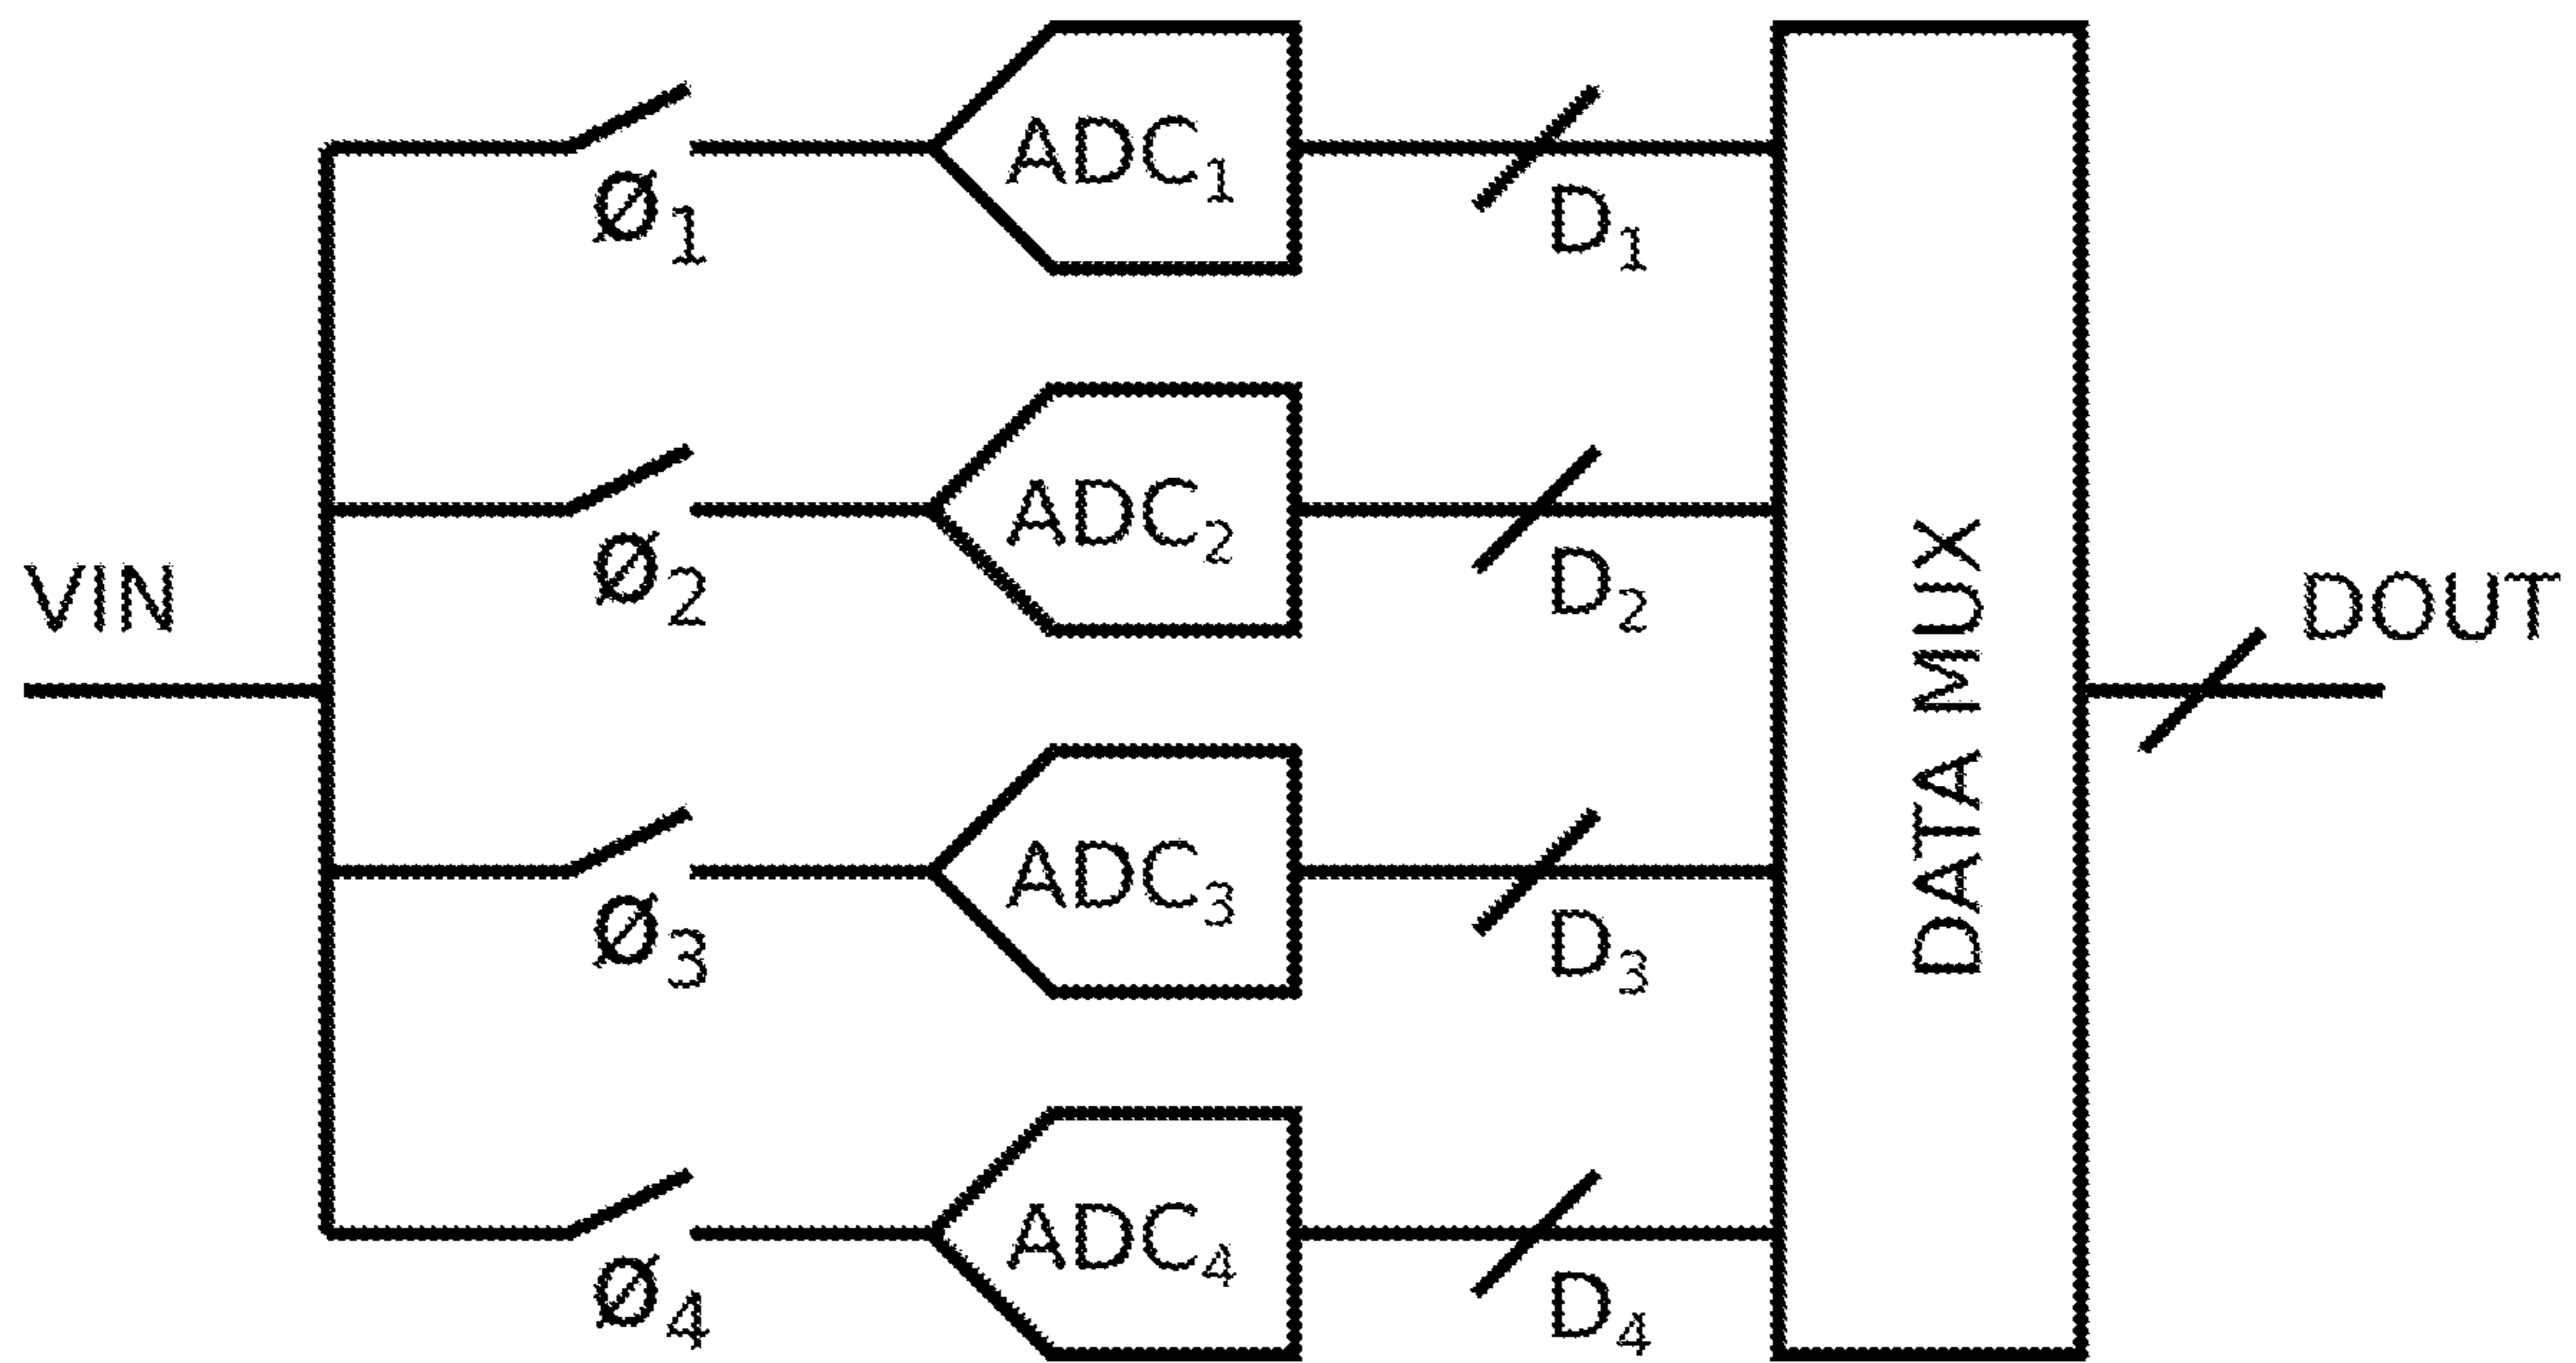 VIN
Ø1
ADC1
D1
Ø2
ADC2
D2
Ø3
ADC3
D3
Ø4
ADC4
D4
DATA MUX
DOUT